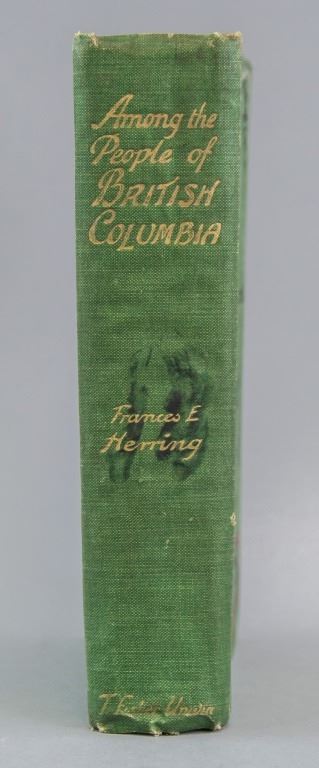 Among the
People of
BRITISH
COLUMBIA
Frances E
Herring
T. Fisher Unwin